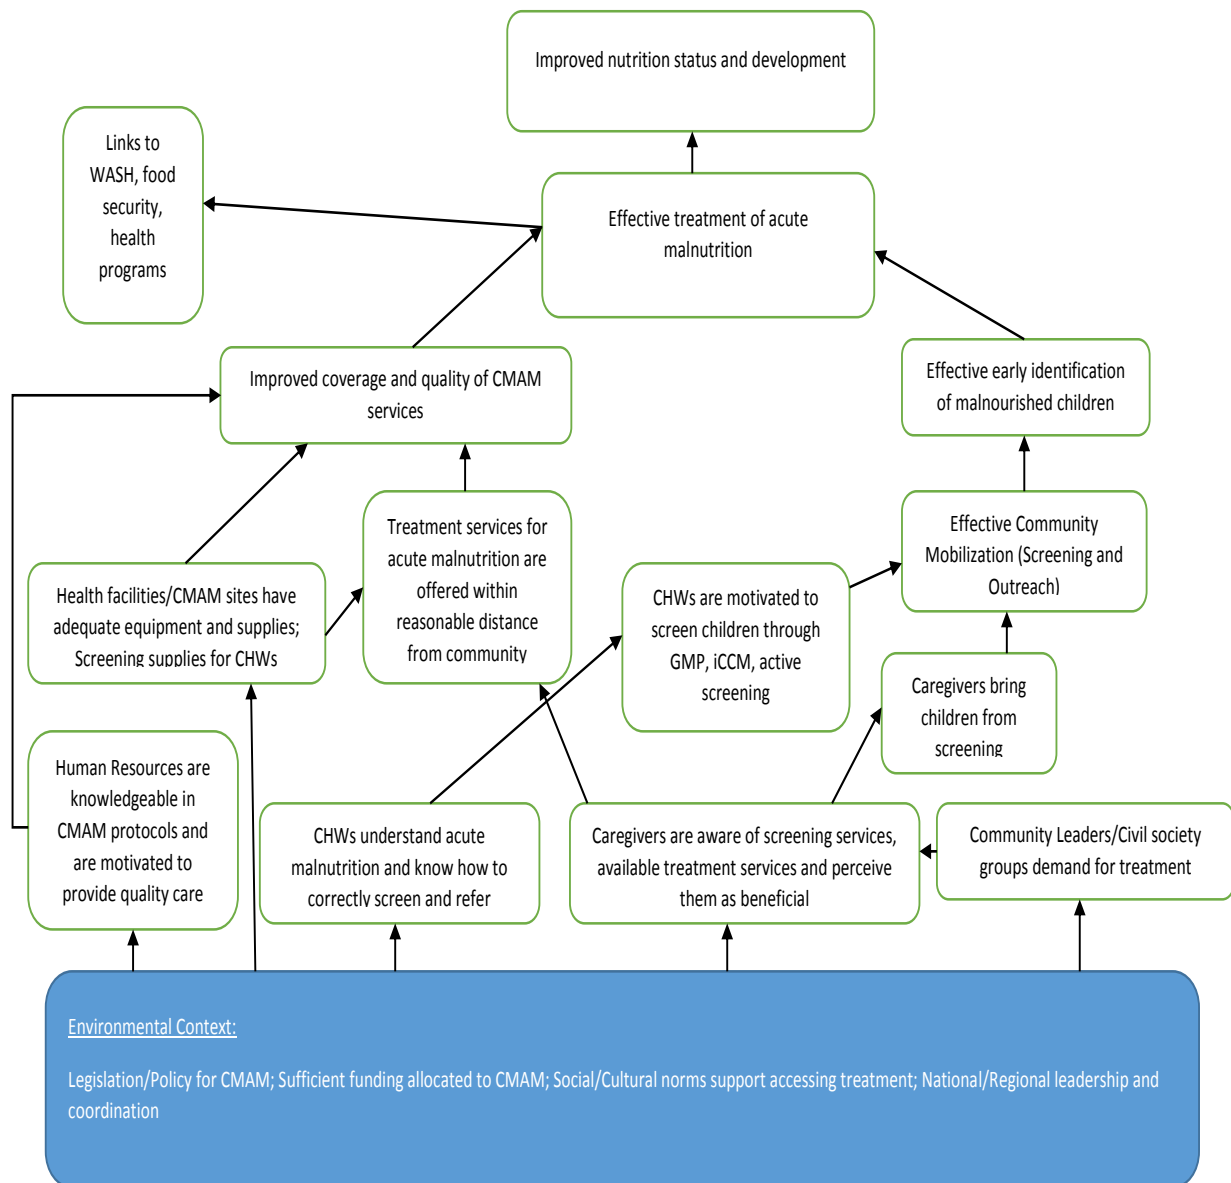 Improved nutrition status and development
Links to
WASH, food
security,
health
programs
Effective treatment of acute
malnutrition
Improved coverage and quality of CMAM
services
Effective early identification
of malnourished children
Treatment services for
acute malnutrition are
offered within
reasonable distance
from community
Effective Community
Mobilization (Screening and
Outreach)
Health facilities/CMAM sites have
adequate equipment and supplies;
Screening supplies for CHWs
CHWs are motivated to
screen children through
GMP, iCCM, active
screening
Caregivers bring
children from
screening
Human Resources are
knowledgeable in
CMAM protocols and
are motivated to
provide quality care
CHWs understand acute
malnutrition and know how to
correctly screen and refer
Caregivers are aware of screening services,
available treatment services and perceive
them as beneficial
Community Leaders/Civil society
groups demand for treatment
Environmental Context:
Legislation/Policy for CMAM; Sufficient funding allocated to CMAM; Social/Cultural norms support accessing treatment; National/Regional leadership and
coordination